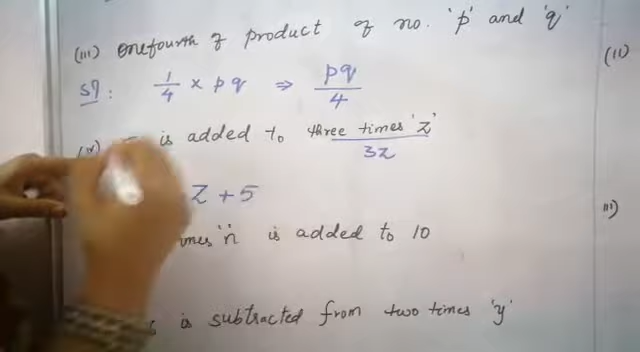 (iii) onefourth of product of no. 'p' and 'q'
(ii)
Sol: 1/4 × pq ⇒ pq/4
is added to three times 'z'
3z
z + 5
ii)
'n' is added to 10
is subtracted from two times 'y'